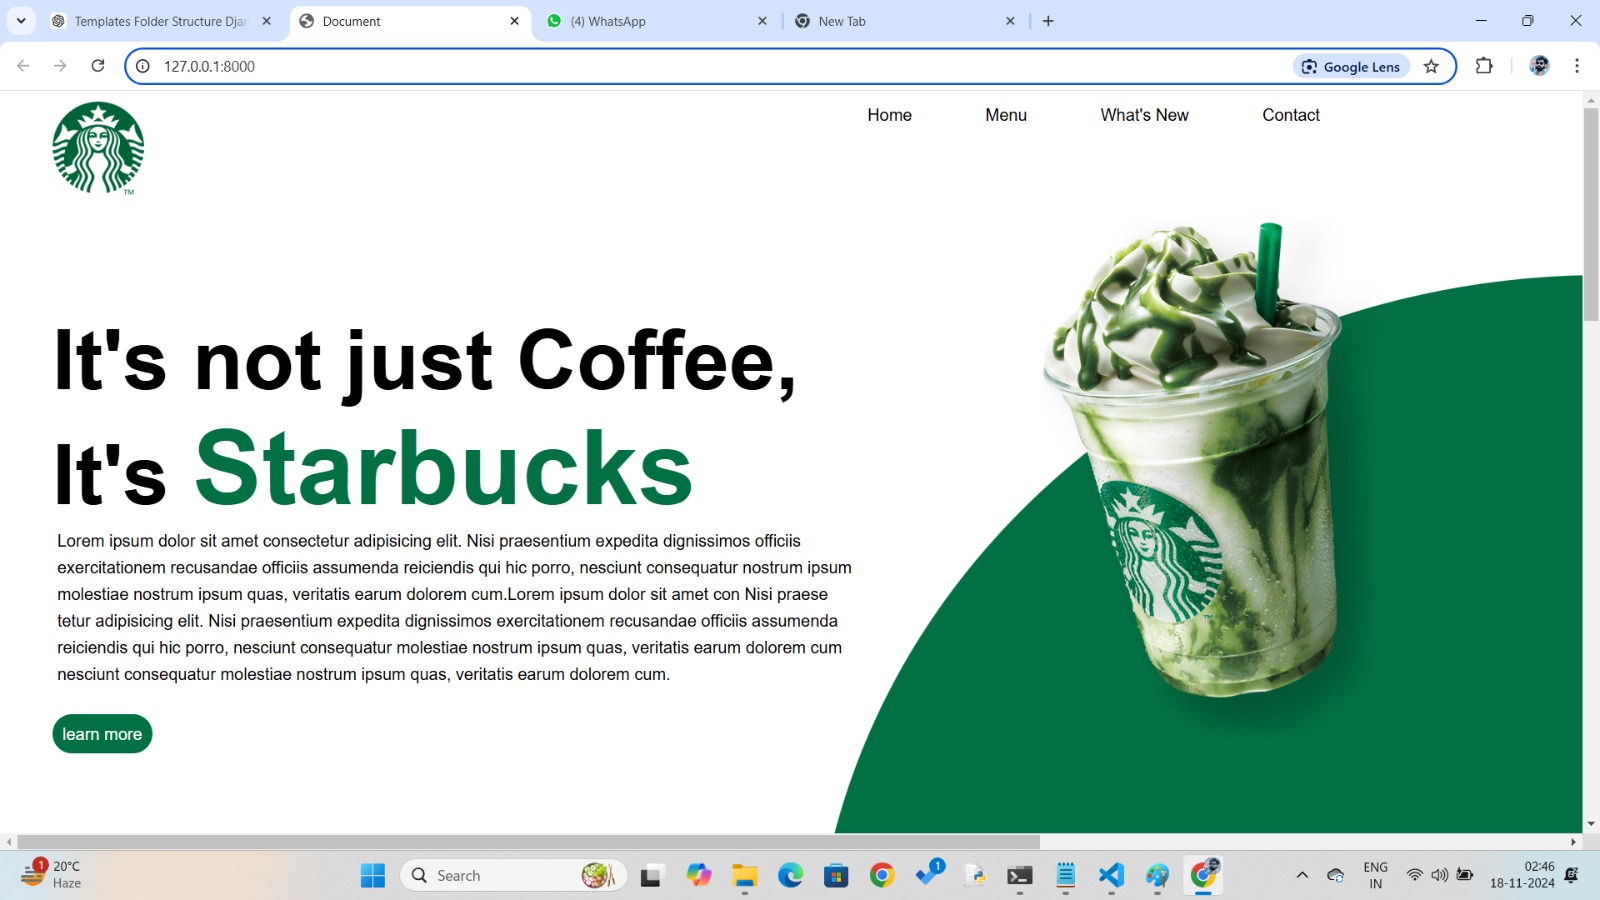 Templates Folder Structure Djan
Document
(4) WhatsApp
New Tab
127.0.0.1:8000
Google Lens
Home
Menu
What's New
Contact
TM
It's not just Coffee,
It's Starbucks
Lorem ipsum dolor sit amet consectetur adipisicing elit. Nisi praesentium expedita dignissimos officiis
exercitationem recusandae officiis assumenda reiciendis qui hic porro, nesciunt consequatur nostrum ipsum
molestiae nostrum ipsum quas, veritatis earum dolorem cum.Lorem ipsum dolor sit amet con Nisi praese
tetur adipisicing elit. Nisi praesentium expedita dignissimos exercitationem recusandae officiis assumenda
reiciendis qui hic porro, nesciunt consequatur molestiae nostrum ipsum quas, veritatis earum dolorem cum
nesciunt consequatur molestiae nostrum ipsum quas, veritatis earum dolorem cum.
learn more
1
20°C
Haze
Search
1
ENG
IN
02:46
18-11-2024